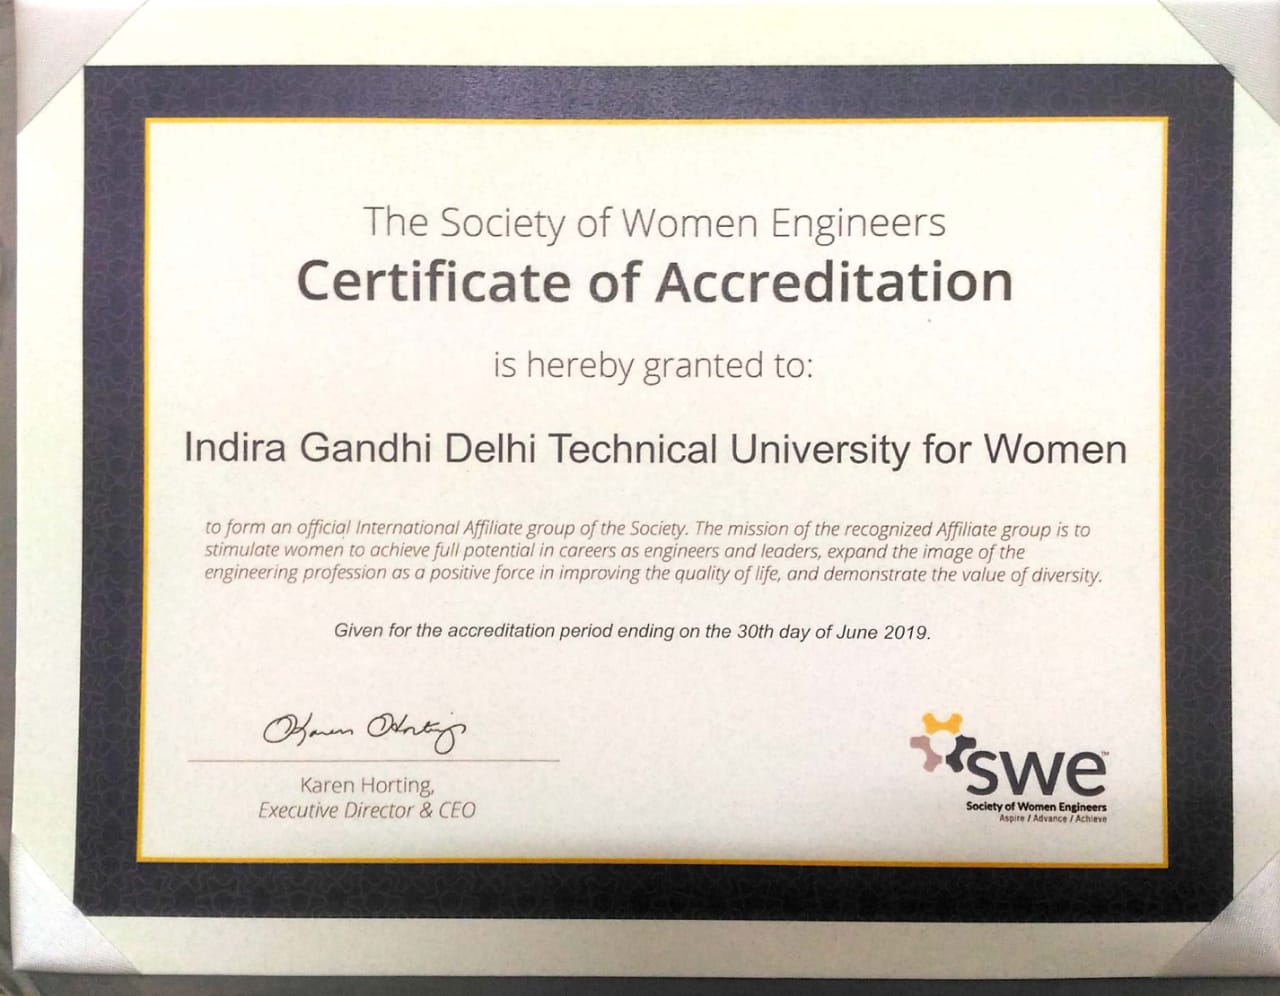 The Society of Women Engineers
Certificate of Accreditation
is hereby granted to:
Indira Gandhi Delhi Technical University for Women
to form an official International Affiliate group of the Society. The mission of the recognized Affiliate group is to
stimulate women to achieve full potential in careers as engineers and leaders, expand the image of the
engineering profession as a positive force in improving the quality of life, and demonstrate the value of diversity.
Given for the accreditation period ending on the 30th day of June 2019.
Karen Horting
Karen Horting,
Executive Director & CEO
swe™
Society of Women Engineers
Aspire / Advance / Achieve